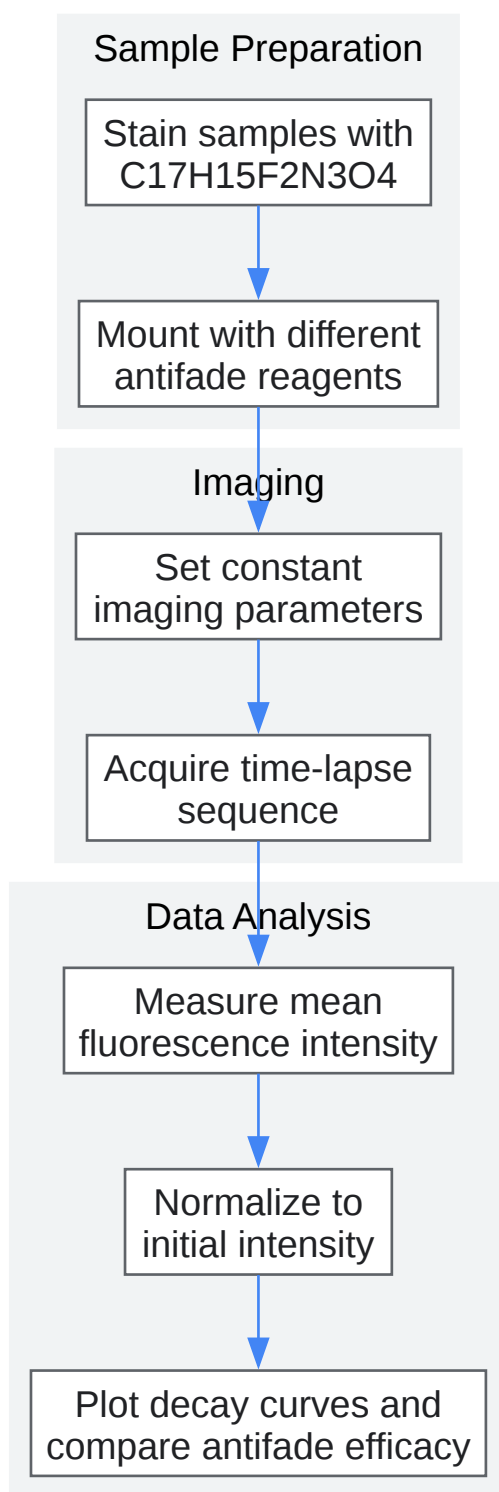 Sample Preparation
Stain samples with
C17H15F2N3O4
Mount with different
antifade reagents
Imaging
Set constant
imaging parameters
Acquire time-lapse
sequence
Data Analysis
Measure mean
fluorescence intensity
Normalize to
initial intensity
Plot decay curves and
compare antifade efficacy